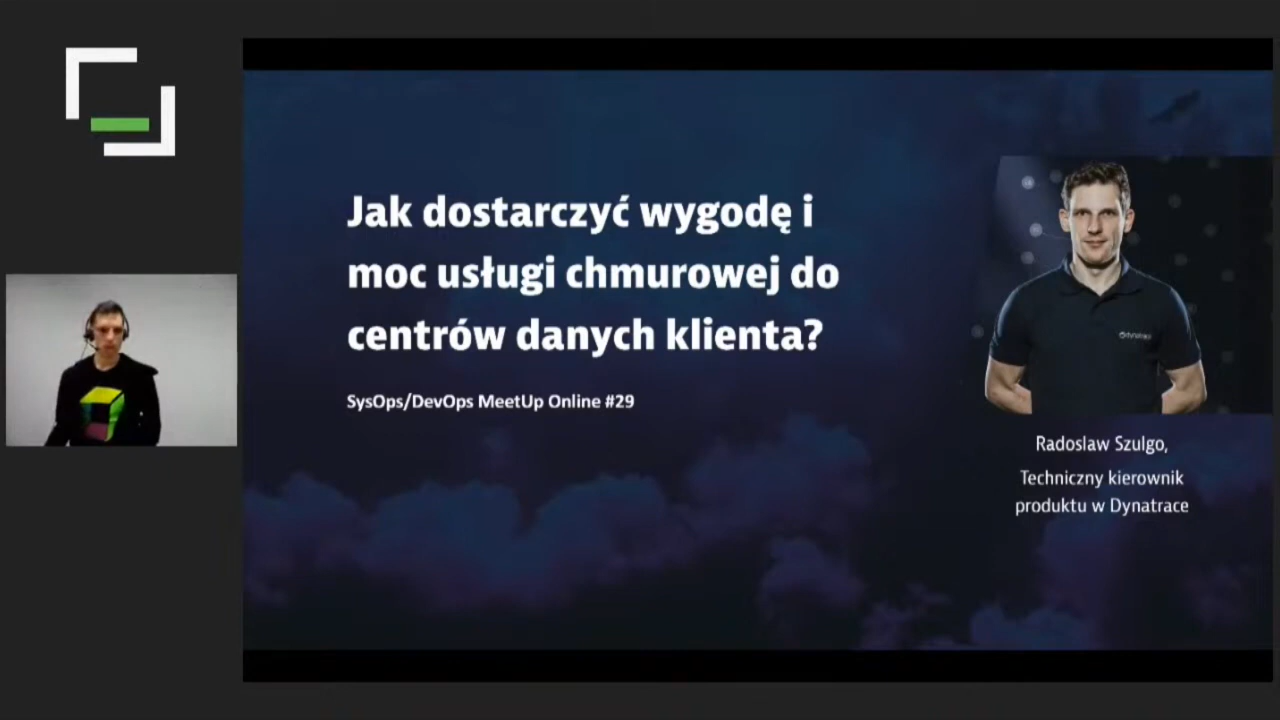 Jak dostarczyć wygodę i
moc usługi chmurowej do
centrów danych klienta?
SysOps/DevOps MeetUp Online #29
dynatrace
Radoslaw Szulgo,
Techniczny kierownik
produktu w Dynatrace